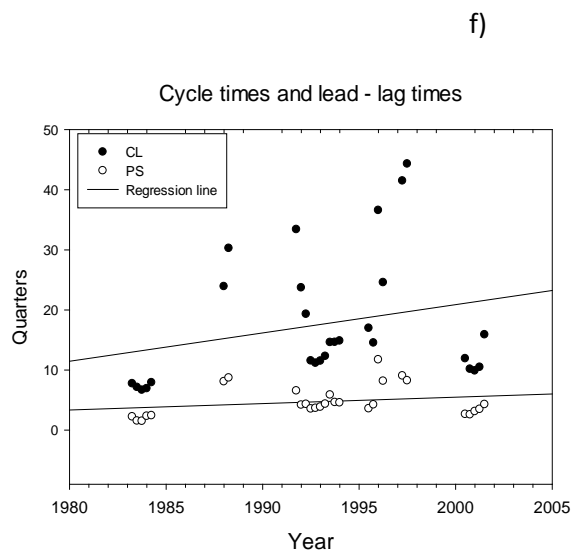 f)
Cycle times and lead - lag times
50
40
30
20
10
0
CL
PS
Regression line
Quarters
1980 1985 1990 1995 2000 2005
Year